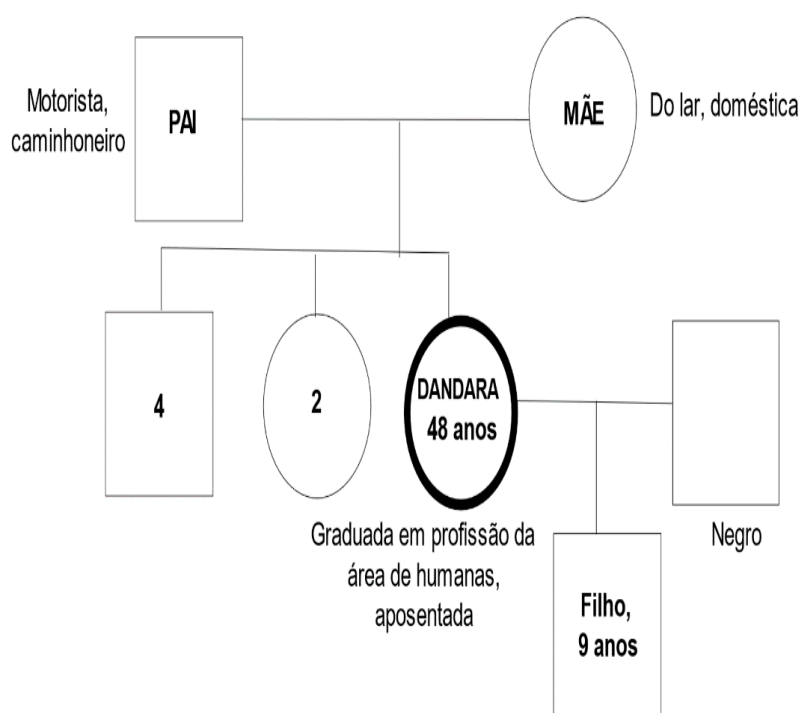 Motorista,
caminhoneiro
PAI
MÃE
Do lar, doméstica
4
2
DANDARA
48 anos
Graduada em profissão da
área de humanas,
aposentada
Negro
Filho,
9 anos